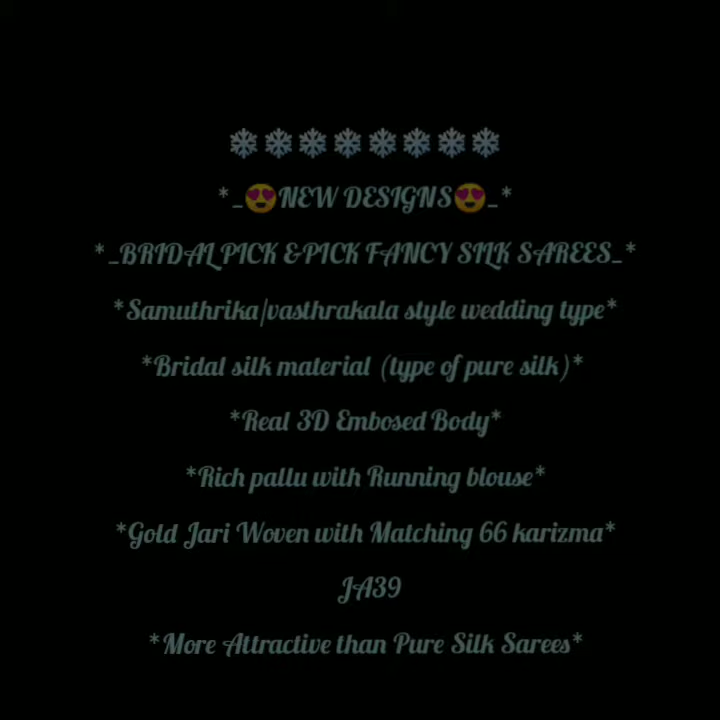 ❄❄❄❄❄❄❄❄
*_😍NEW DESIGNS😍_*
*_BRIDAL PICK &PICK FANCY SILK SAREES_*
*Samuthrika/vasthrakala style wedding type*
*Bridal silk material (type of pure silk)*
*Real 3D Embosed Body*
*Rich pallu with Running blouse*
*Gold Jari Woven with Matching 66 karizma*
JA39
*More Attractive than Pure Silk Sarees*